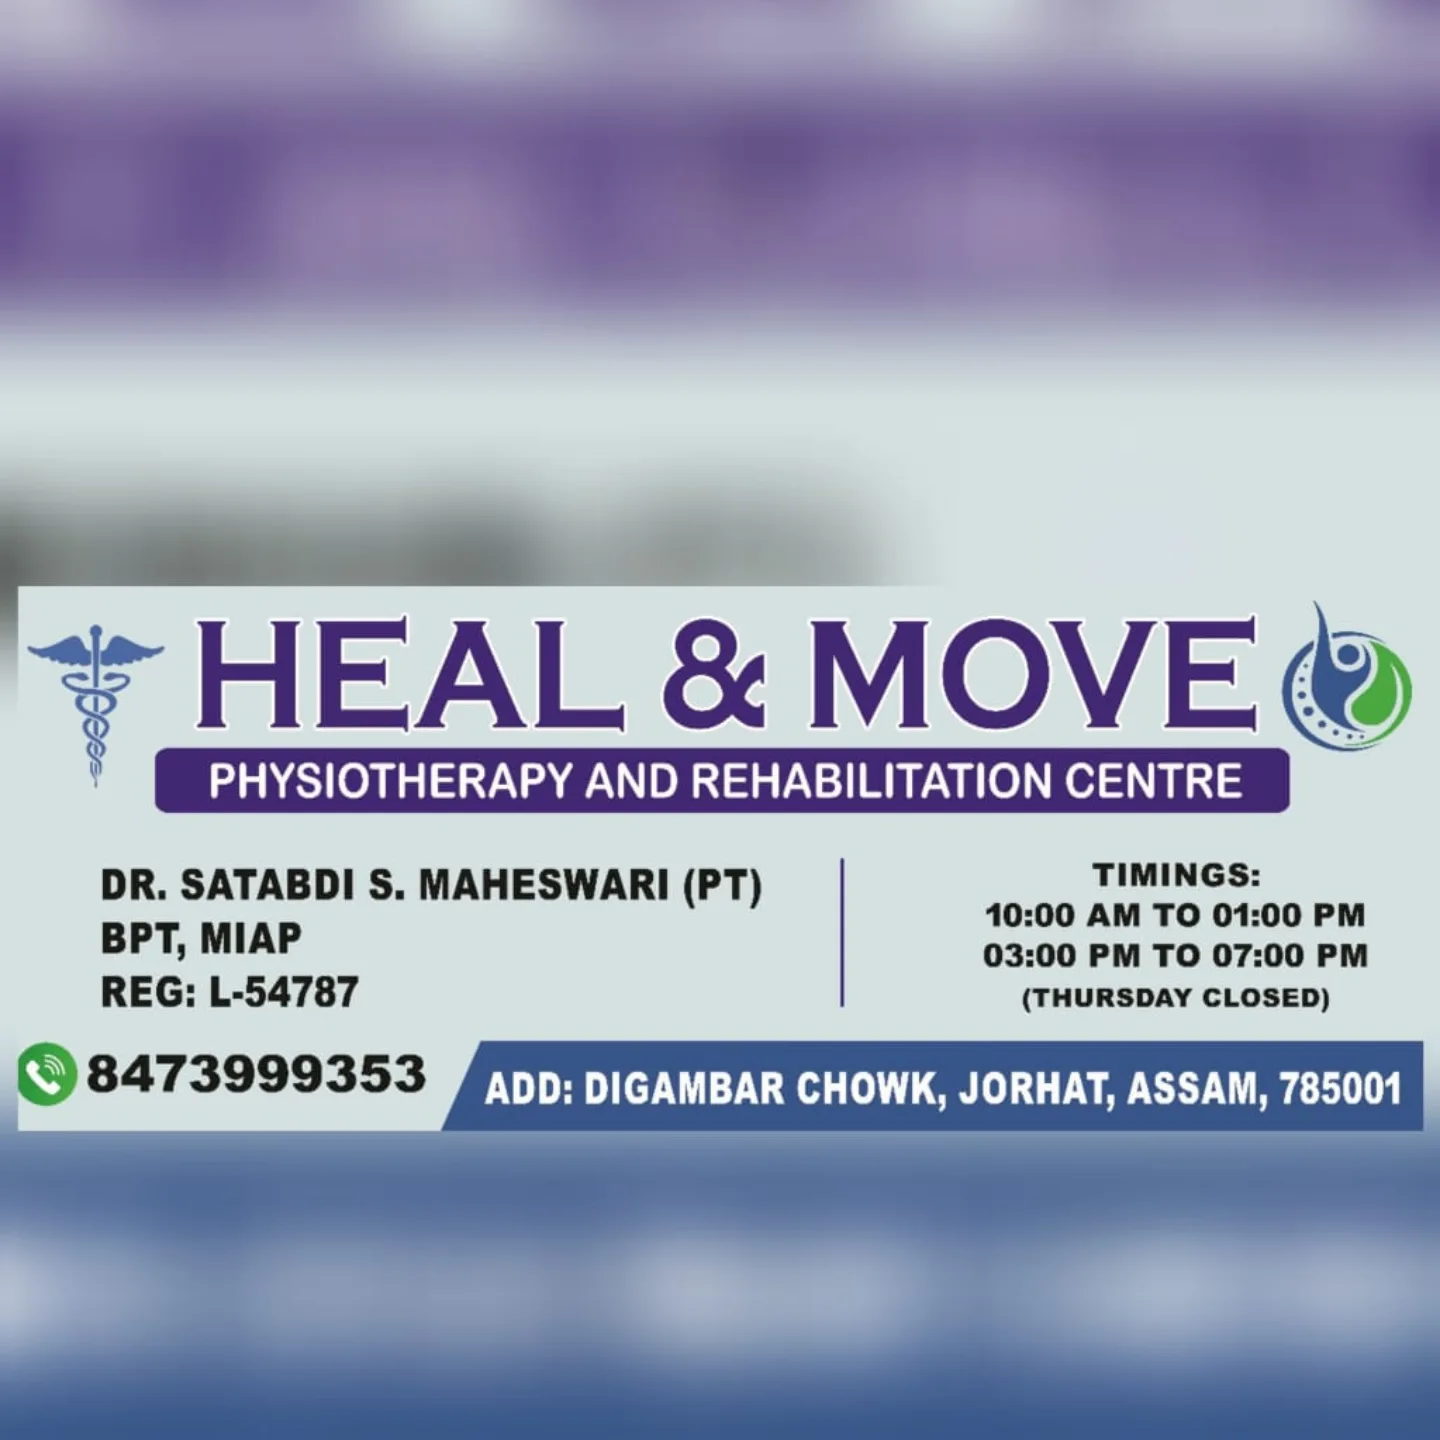 HEAL & MOVE
PHYSIOTHERAPY AND REHABILITATION CENTRE
DR. SATABDI S. MAHESWARI (PT)
BPT, MIAP
REG: L-54787
TIMINGS:
10:00 AM TO 01:00 PM
03:00 PM TO 07:00 PM
(THURSDAY CLOSED)
8473999353
ADD: DIGAMBAR CHOWK, JORHAT, ASSAM, 785001